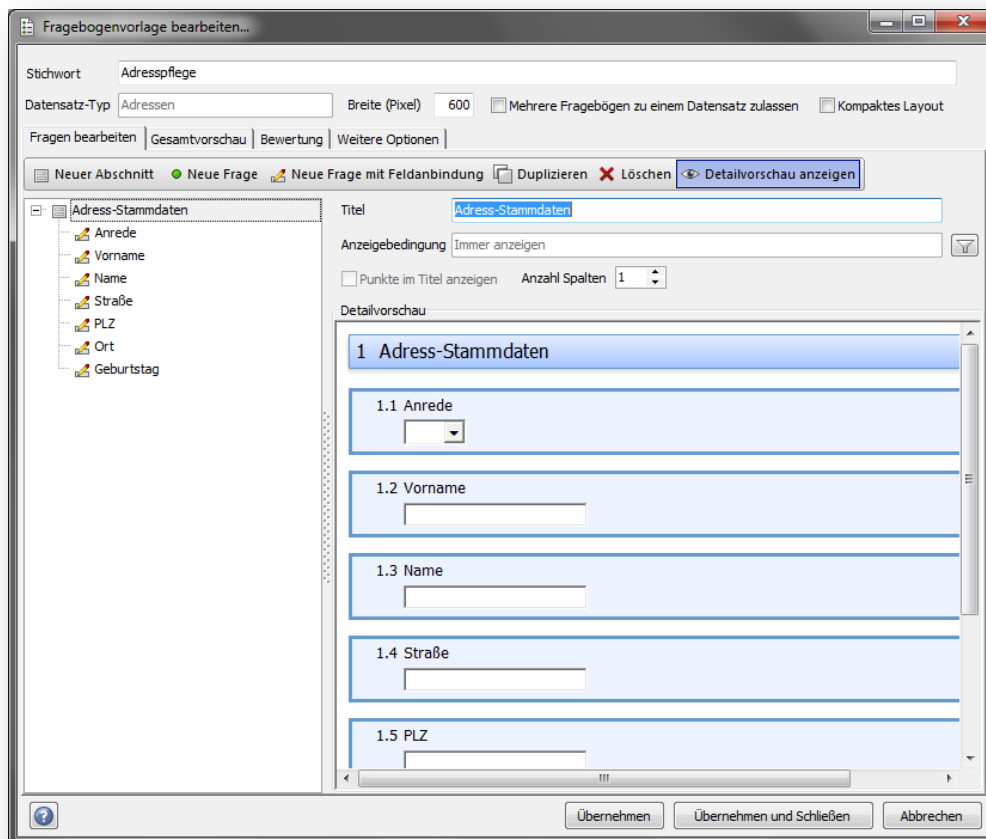 Fragebogenvorlage bearbeiten...
Stichwort Adresspflege
Datensatz-Typ Adressen Breite (Pixel) 600 Mehrere Fragebögen zu einem Datensatz zulassen Kompaktes Layout
Fragen bearbeiten Gesamtvorschau Bewertung Weitere Optionen
Neuer Abschnitt Neue Frage Neue Frage mit Feldanbindung Duplizieren Löschen Detailvorschau anzeigen
Adress-Stammdaten
Anrede
Vorname
Name
Straße
PLZ
Ort
Geburtstag
Titel Adress-Stammdaten
Anzeigebedingung Immer anzeigen
Punkte im Titel anzeigen Anzahl Spalten 1
Detailvorschau
1 Adress-Stammdaten
1.1 Anrede
1.2 Vorname
1.3 Name
1.4 Straße
1.5 PLZ
Übernehmen Übernehmen und Schließen Abbrechen